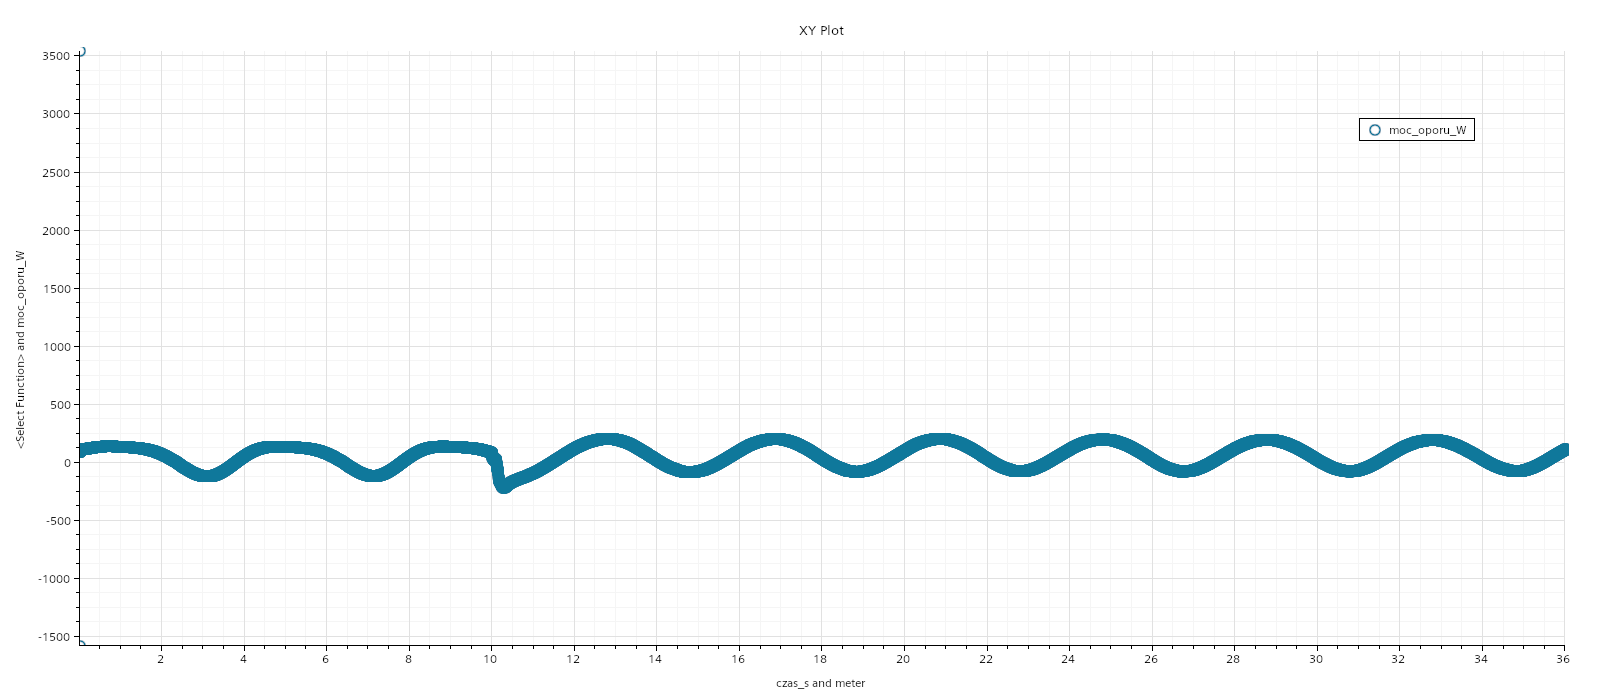 XY Plot
3500
3000
2500
2000
1500
1000
500
0
-500
-1000
-1500
<Select Function> and moc_oporu_W
moc_oporu_W
2 4 6 8 10 12 14 16 18 20 22 24 26 28 30 32 34 36
czas_s and meter